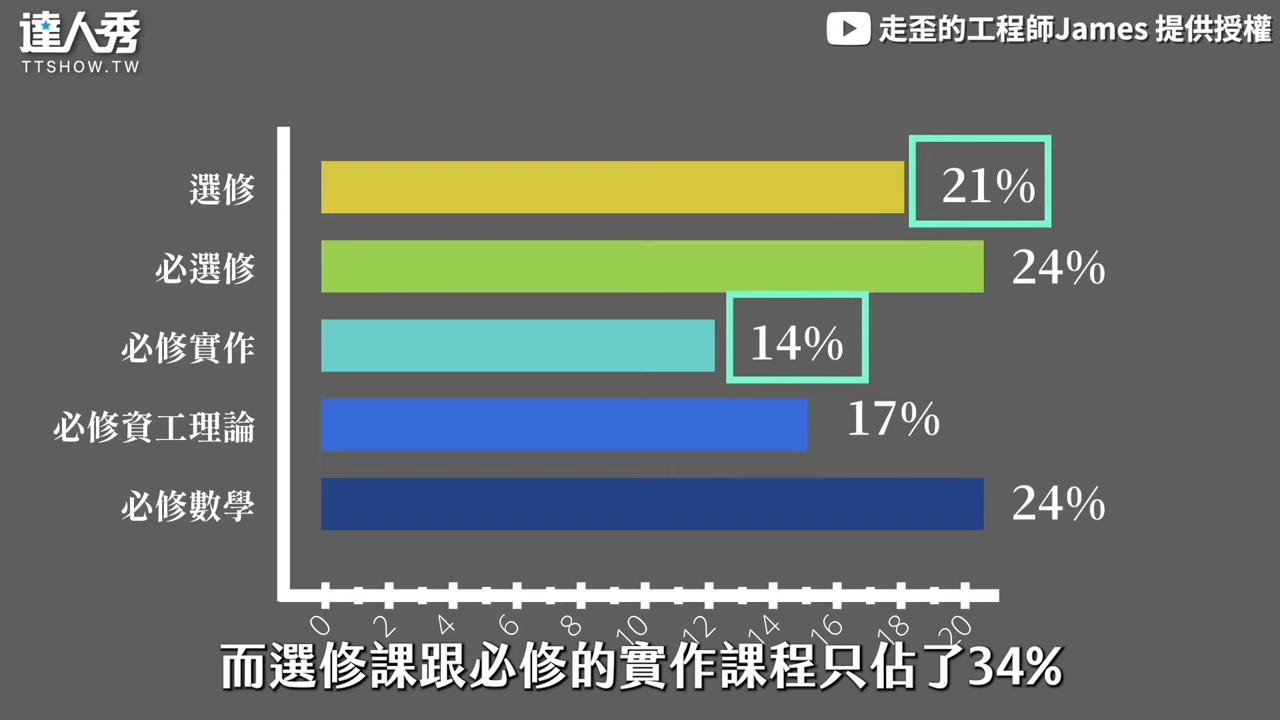 達人秀
TTSHOW.TW
走歪的工程師James 提供授權
選修 21%
必選修 24%
必修實作 14%
必修資工理論 17%
必修數學 24%
0 2 4 6 8 10 12 14 16 18 20
而選修課跟必修的實作課程只佔了34%